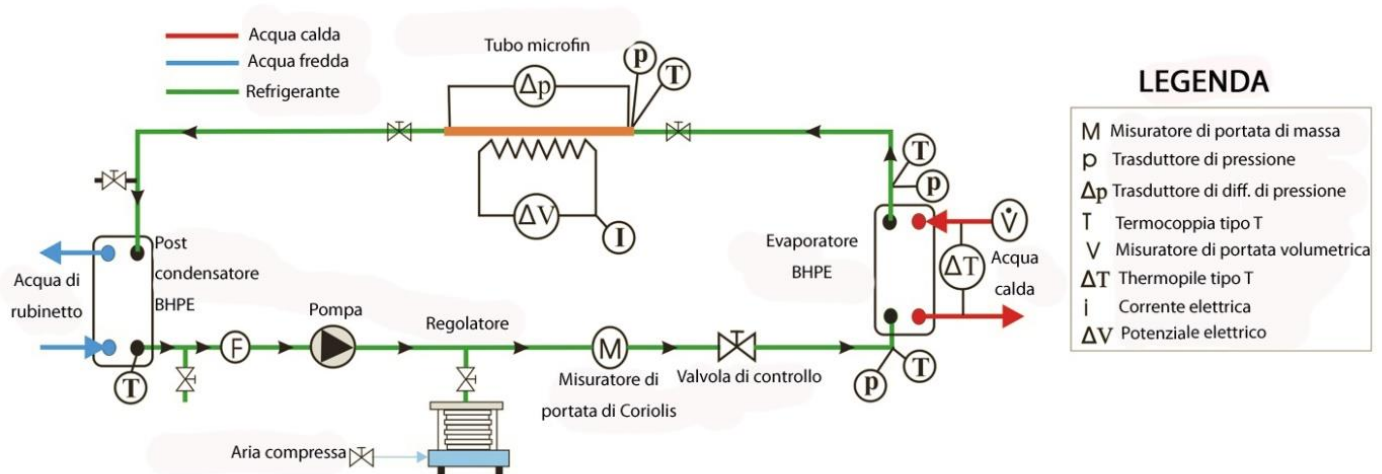 Acqua calda
Acqua fredda
Refrigerante
Tubo microfin
Δp
p
T
ΔV
I
T
p
Evaporatore
BHPE
V̇
ΔT
Acqua
calda
Post
condensatore
BHPE
Acqua di
rubinetto
T
F
Pompa
Regolatore
M
Misuratore di
portata di Coriolis
Valvola di controllo
p
T
Aria compressa
LEGENDA
M Misuratore di portata di massa
p Trasduttore di pressione
Δp Trasduttore di diff. di pressione
T Termocoppia tipo T
V Misuratore di portata volumetrica
ΔT Thermopile tipo T
i Corrente elettrica
ΔV Potenziale elettrico